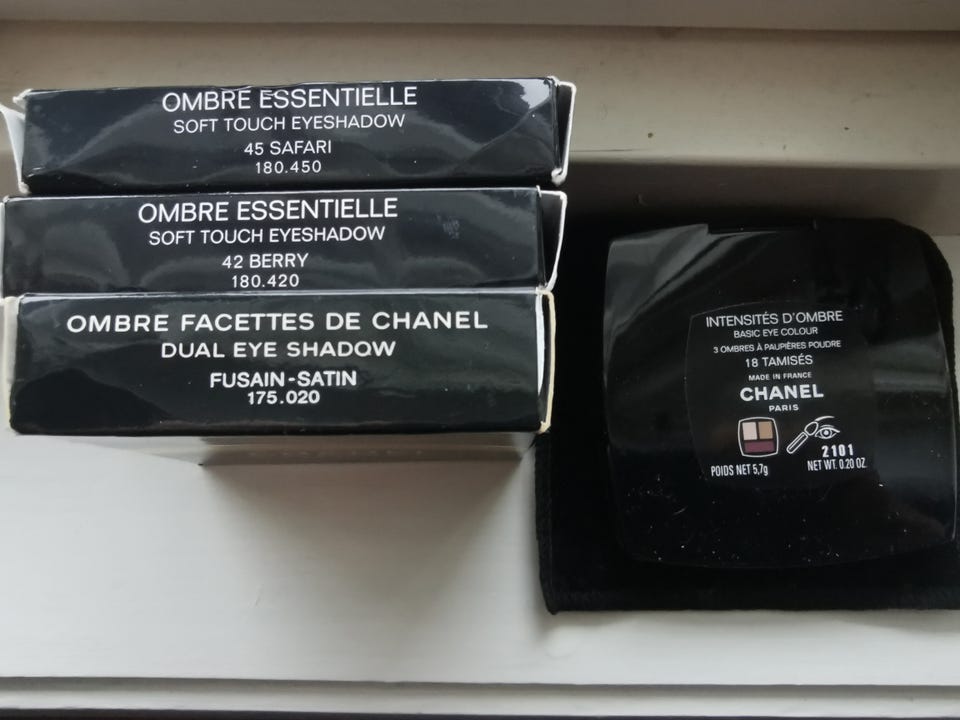 OMBRE ESSENTIELLE
SOFT TOUCH EYESHADOW
45 SAFARI
180.450
OMBRE ESSENTIELLE
SOFT TOUCH EYESHADOW
42 BERRY
180.420
OMBRE FACETTES DE CHANEL
DUAL EYE SHADOW
FUSAIN-SATIN
175.020
INTENSITÉS D'OMBRE
BASIC EYE COLOUR
3 OMBRES À PAUPIÈRES POUDRE
18 TAMISÉS
MADE IN FRANCE
CHANEL
PARIS
2101
POIDS NET 5,7g NET WT. 0.20 OZ.